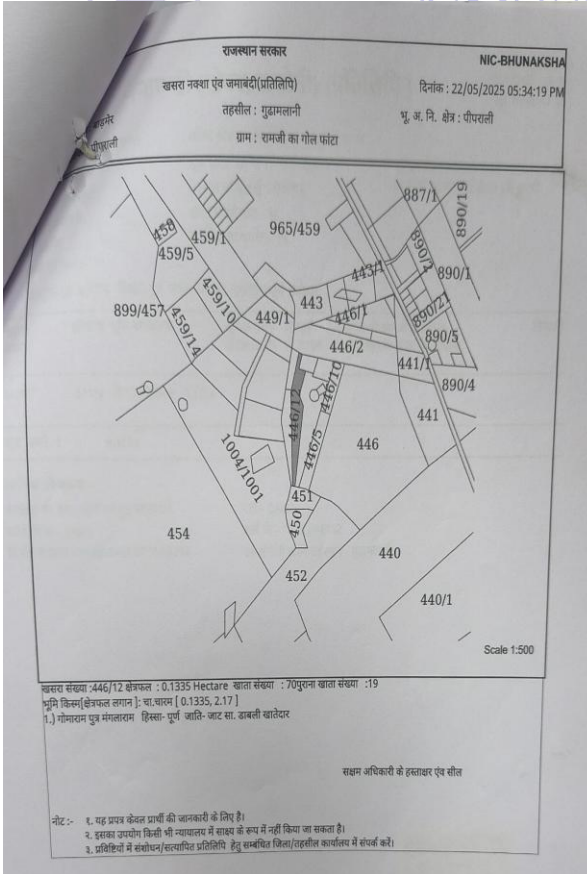 राजस्थान सरकार
NIC-BHUNAKSHA
खसरा नक्शा एंव जमाबंदी(प्रतिलिपि)
दिनांक : 22/05/2025 05:34:19 PM
तहसील : गुढामलानी
भू. अ. नि. क्षेत्र : पीपराली
ग्राम : रामजी का गोल फांटा
बाड़मेर
पीपराली
887/1
890/19
458
459/1
965/459
459/5
890/2
890/1
443/1
459/10
443
899/457
449/1
446/1
890/21
459/14
446/2
890/5
441/1
890/4
446/10
446/12
441
446/5
446
1004/1001
451
450
454
440
452
440/1
Scale 1:500
खसरा संख्या :446/12 क्षेत्रफल : 0.1335 Hectare खाता संख्या : 70पुराना खाता संख्या :19
भूमि किस्म[क्षेत्रफल लगान ]: चा.चारम [ 0.1335, 2.17 ]
1.) गोमाराम पुत्र मंगलाराम हिस्सा- पूर्ण जाति- जाट सा. डाबली खातेदार
सक्षम अधिकारी के हस्ताक्षर एंव सील
नोट :- १. यह प्रपत्र केवल प्रार्थी की जानकारी के लिए है।
२. इसका उपयोग किसी भी न्यायालय में साक्ष्य के रूप में नहीं किया जा सकता है।
३. प्रविष्टियों में संशोधन/सत्यापित प्रतिलिपि हेतु सम्बंधित जिला/तहसील कार्यालय में संपर्क करें।